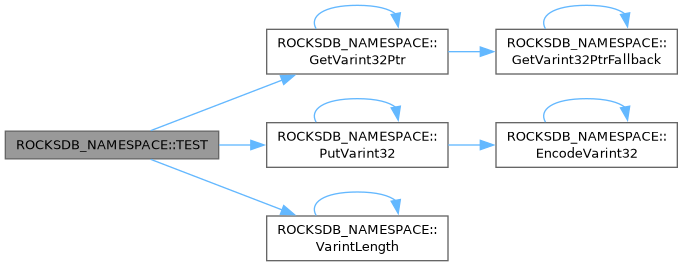 ROCKSDB_NAMESPACE::TEST
ROCKSDB_NAMESPACE::
GetVarint32Ptr
ROCKSDB_NAMESPACE::
GetVarint32PtrFallback
ROCKSDB_NAMESPACE::
PutVarint32
ROCKSDB_NAMESPACE::
EncodeVarint32
ROCKSDB_NAMESPACE::
VarintLength